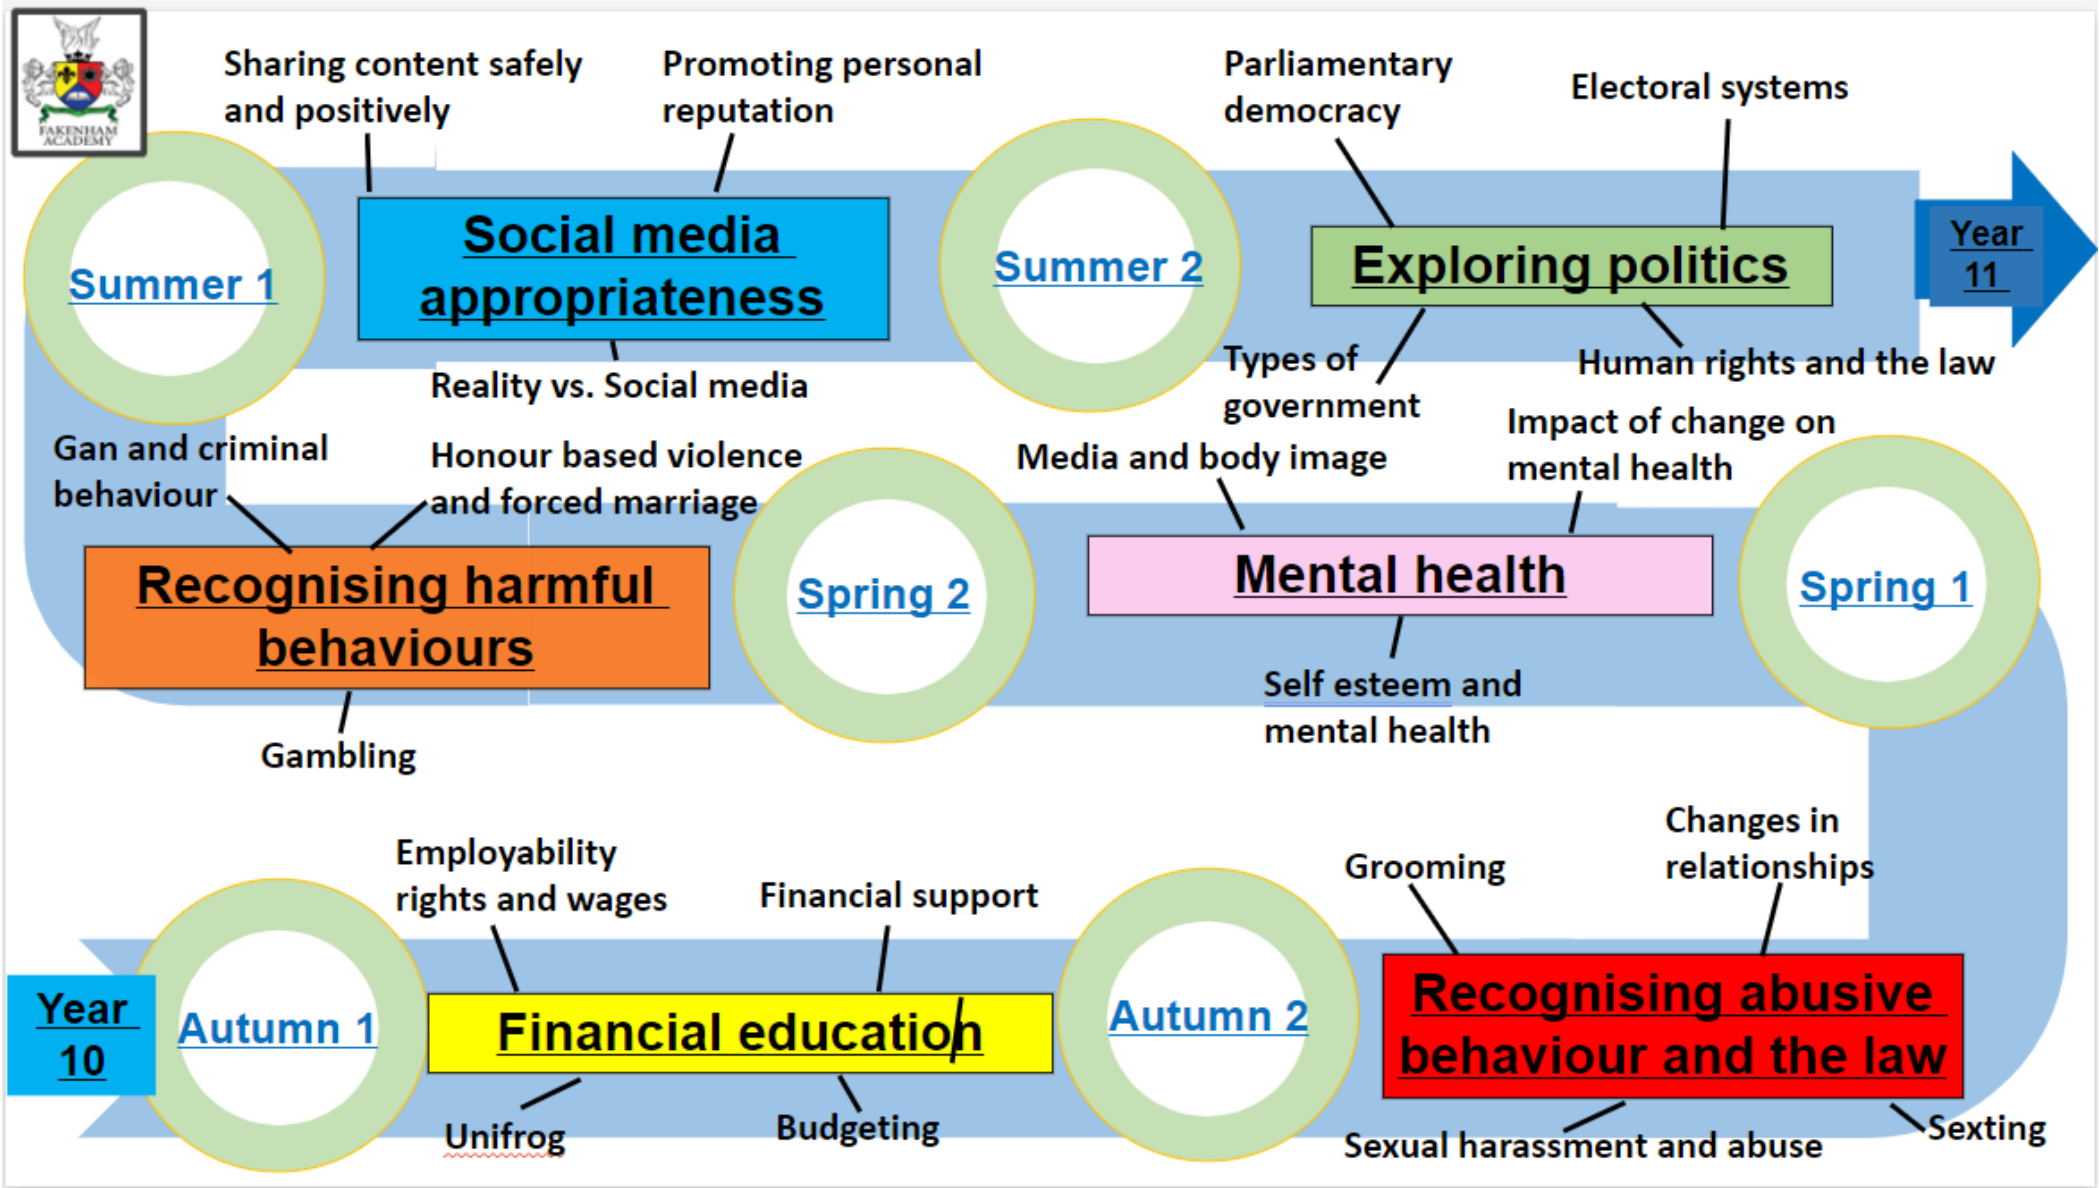 FAKENHAM
ACADEMY
Sharing content safely
and positively
Promoting personal
reputation
Parliamentary
democracy
Electoral systems
Summer 1
Social media
appropriateness
Summer 2
Exploring politics
Year
11
Reality vs. Social media
Types of
government
Human rights and the law
Gan and criminal
behaviour
Honour based violence
and forced marriage
Media and body image
Impact of change on
mental health
Recognising harmful
behaviours
Spring 2
Mental health
Spring 1
Gambling
Self esteem and
mental health
Employability
rights and wages
Financial support
Grooming
Changes in
relationships
Year
10
Autumn 1
Financial education
Autumn 2
Recognising abusive
behaviour and the law
Unifrog
Budgeting
Sexual harassment and abuse
Sexting